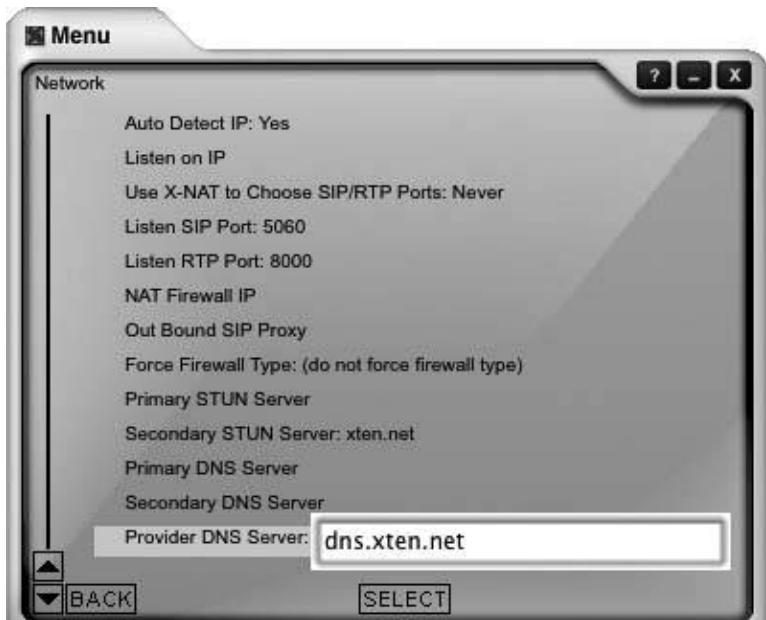 Menu
? – X
Network
Auto Detect IP: Yes
Listen on IP
Use X-NAT to Choose SIP/RTP Ports: Never
Listen SIP Port: 5060
Listen RTP Port: 8000
NAT Firewall IP
Out Bound SIP Proxy
Force Firewall Type: (do not force firewall type)
Primary STUN Server
Secondary STUN Server: xten.net
Primary DNS Server
Secondary DNS Server
Provider DNS Server: dns.xten.net
BACK SELECT